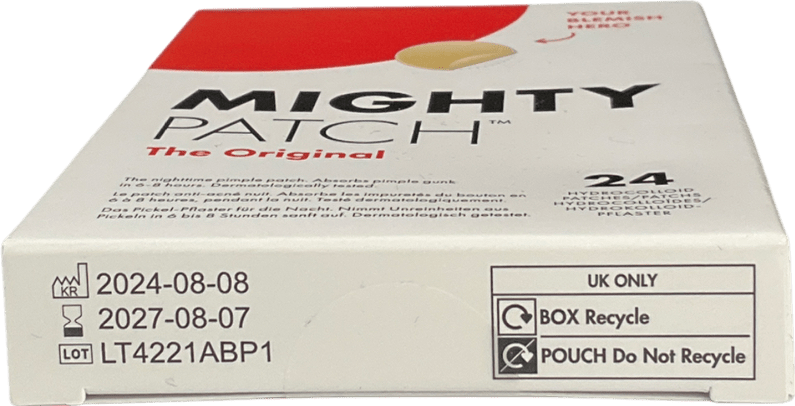 YOUR
BLEMISH
HERO
MIGHTY
PATCH™
The Original
The nighttime pimple patch. Absorbs pimple gunk
in 6-8 hours. Dermatologically tested.
Le patch anti-acné nuit. Absorbe les impuretés du bouton en
6 à 8 heures, pendant la nuit. Testé dermatologiquement.
Das Pickel-Pflaster für die Nacht. Nimmt Unreinheiten aus
Pickeln in 6 bis 8 Stunden sanft auf. Dermatologisch getestet.
24
HYDROCOLLOID
PATCHES/PATCHS
HYDROCOLLOÏDES/
HYDROKOLLOID-
PFLASTER
KR 2024-08-08
2027-08-07
LOT LT4221ABP1
UK ONLY
BOX Recycle
POUCH Do Not Recycle